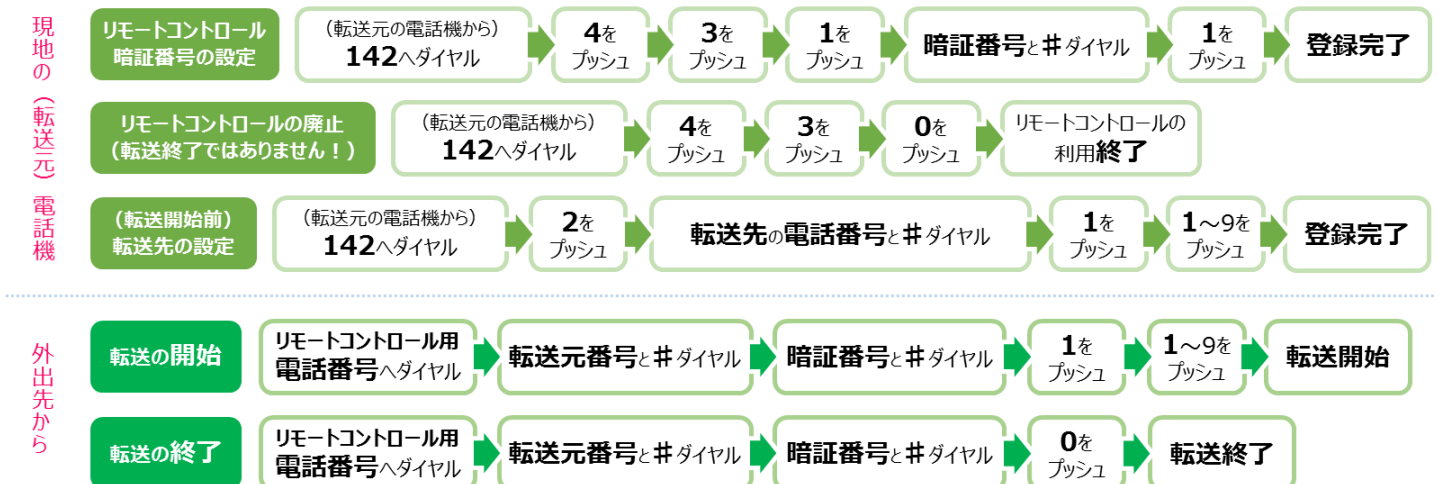 現地の（転送元）電話機
リモートコントロール
暗証番号の設定
（転送元の電話機から）
142へダイヤル
4を
プッシュ
3を
プッシュ
1を
プッシュ
暗証番号と＃ダイヤル
1を
プッシュ
登録完了
リモートコントロールの廃止
（転送終了ではありません！）
（転送元の電話機から）
142へダイヤル
4を
プッシュ
3を
プッシュ
0を
プッシュ
リモートコントロールの
利用終了
（転送開始前）
転送先の設定
（転送元の電話機から）
142へダイヤル
2を
プッシュ
転送先の電話番号と＃ダイヤル
1を
プッシュ
1～9を
プッシュ
登録完了
外出先から
転送の開始
リモートコントロール用
電話番号へダイヤル
転送元番号と＃ダイヤル
暗証番号と＃ダイヤル
1を
プッシュ
1～9を
プッシュ
転送開始
転送の終了
リモートコントロール用
電話番号へダイヤル
転送元番号と＃ダイヤル
暗証番号と＃ダイヤル
0を
プッシュ
転送終了